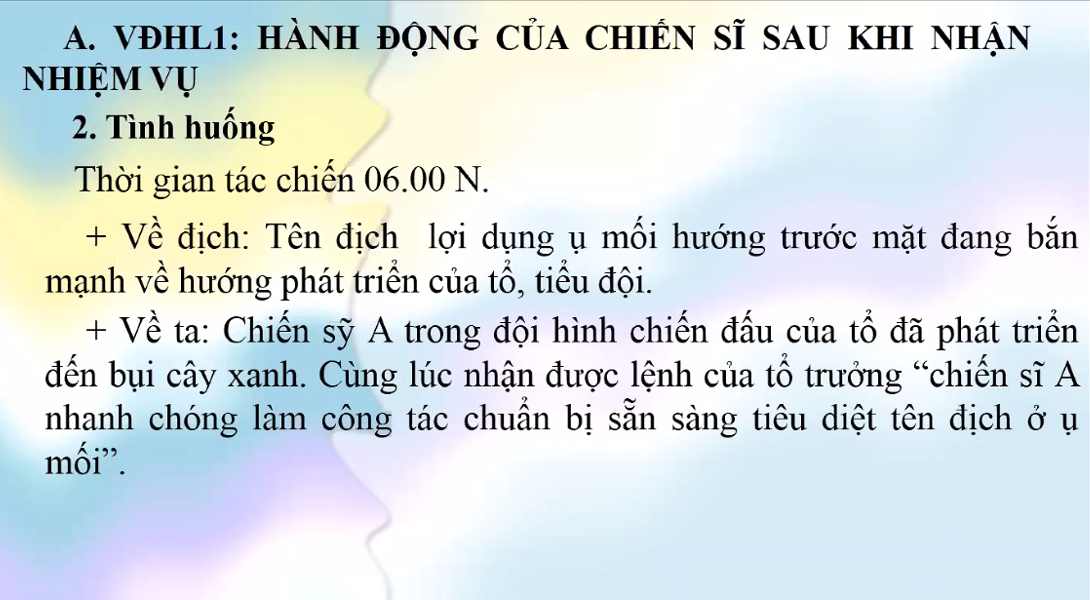 A. VĐHL1: HÀNH ĐỘNG CỦA CHIẾN SĨ SAU KHI NHẬN
NHIỆM VỤ
2. Tình huống
Thời gian tác chiến 06.00 N.
+ Về địch: Tên địch lợi dụng ụ mối hướng trước mặt đang bắn
mạnh về hướng phát triển của tổ, tiểu đội.
+ Về ta: Chiến sỹ A trong đội hình chiến đấu của tổ đã phát triển
đến bụi cây xanh. Cùng lúc nhận được lệnh của tổ trưởng “chiến sĩ A
nhanh chóng làm công tác chuẩn bị sẵn sàng tiêu diệt tên địch ở ụ
mối”.